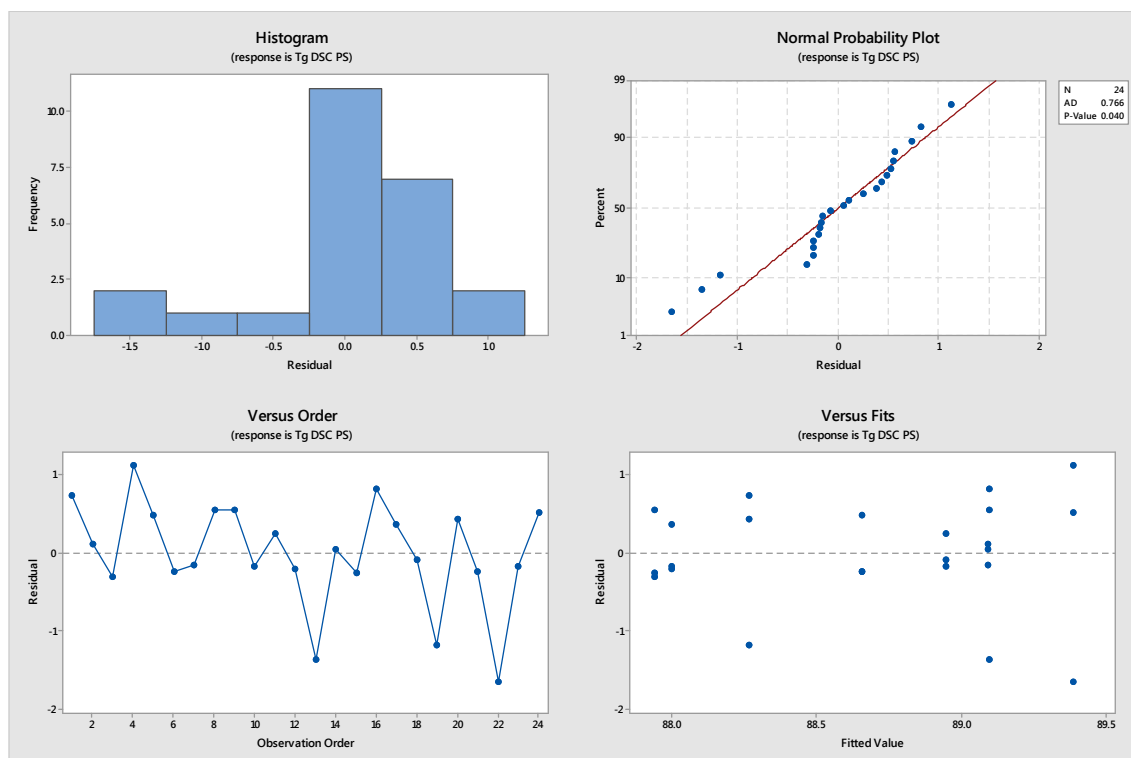 Histogram
(response is Tg DSC PS)
Frequency
10.0
7.5
5.0
2.5
0.0
-1.5 -1.0 -0.5 0.0 0.5 1.0
Residual
Normal Probability Plot
(response is Tg DSC PS)
Percent
99
90
50
10
1
-2 -1 0 1 2
Residual
N 24
AD 0.766
P-Value 0.040
Versus Order
(response is Tg DSC PS)
Residual
1
0
-1
-2
2 4 6 8 10 12 14 16 18 20 22 24
Observation Order
Versus Fits
(response is Tg DSC PS)
Residual
1
0
-1
-2
88.0 88.5 89.0 89.5
Fitted Value